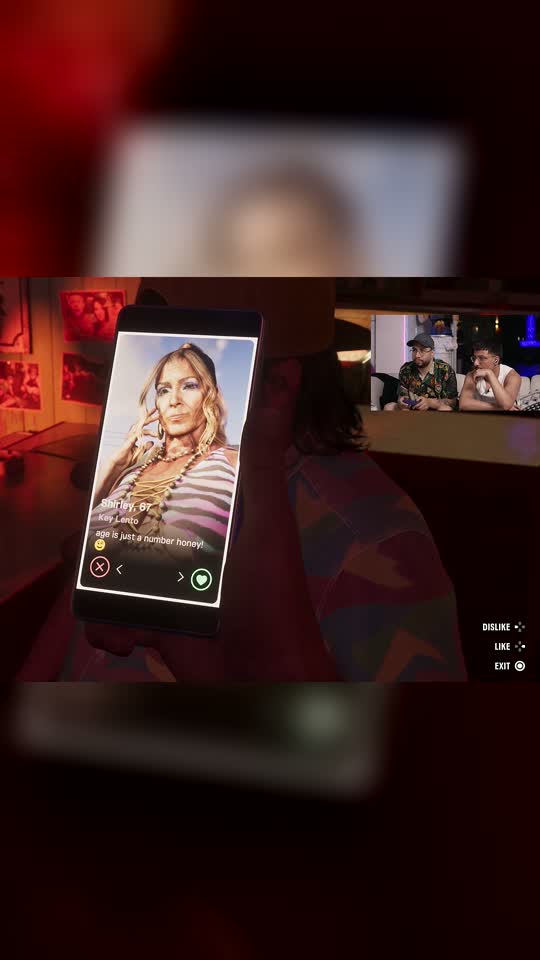 Shirley, 67
Key Lento
age is just a number honey!
DISLIKE
LIKE
EXIT